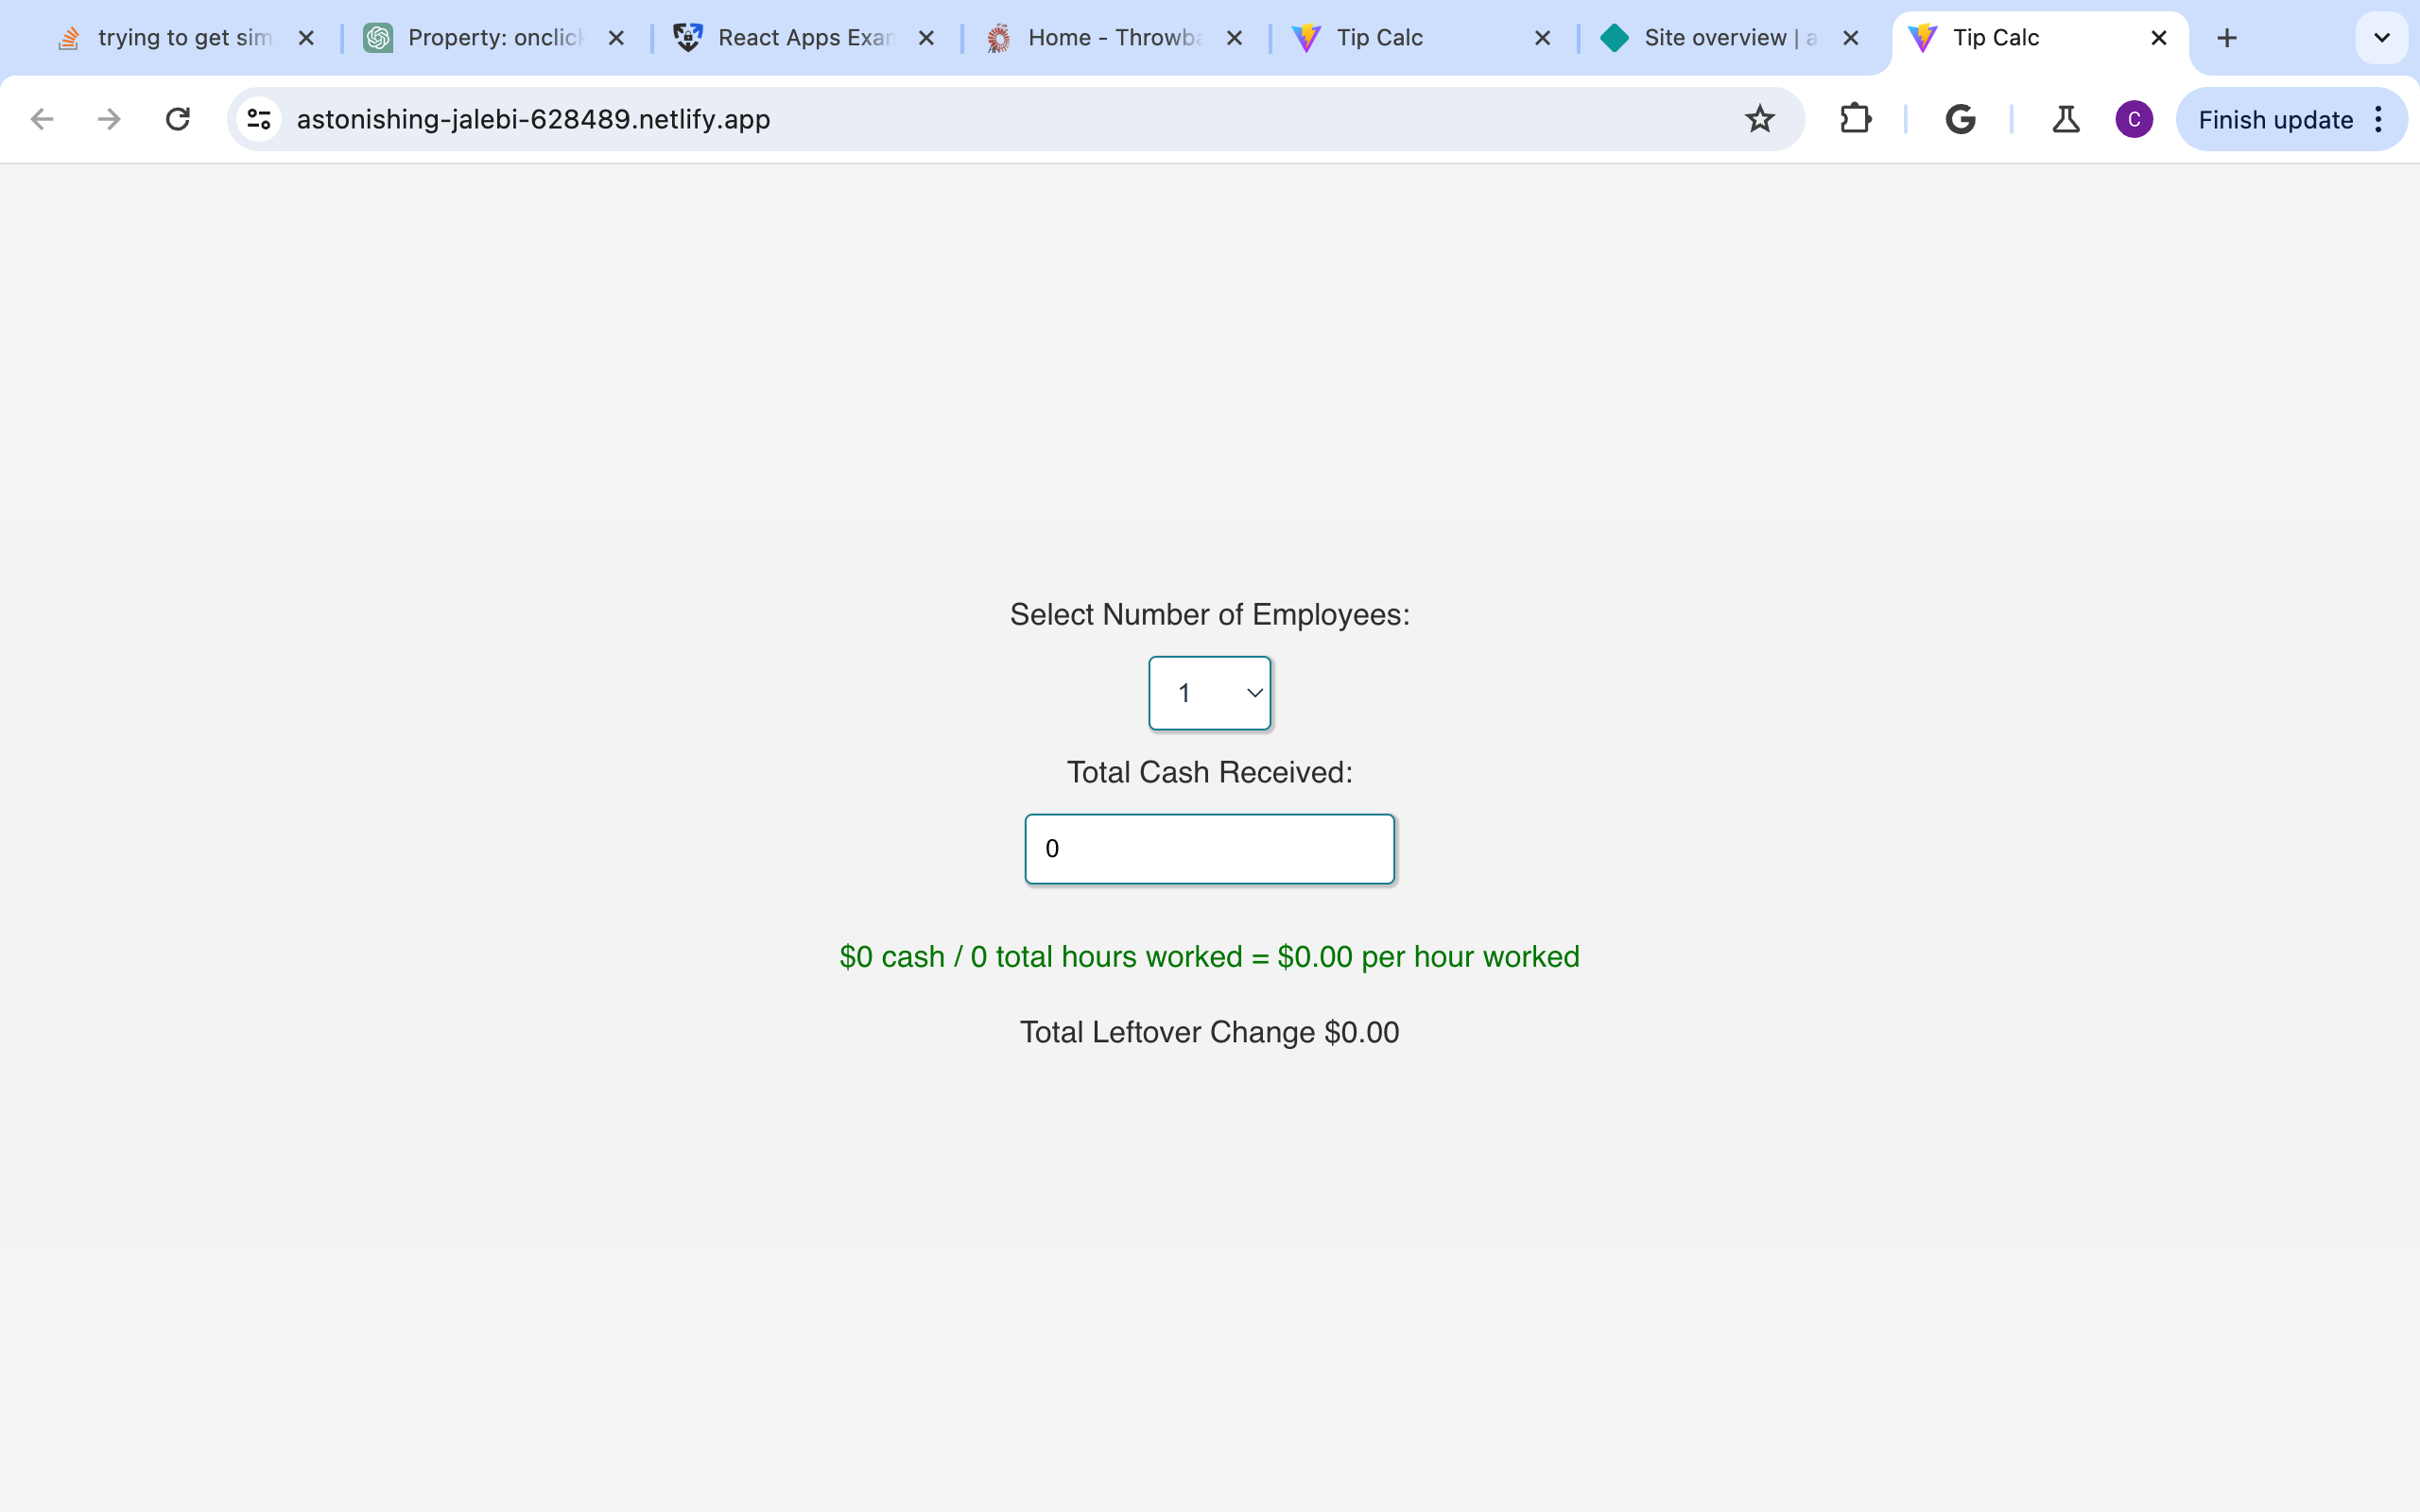 trying to get sim
Property: onclick
React Apps Exan
Home - Throwba
Tip Calc
Site overview | a
Tip Calc
astonishing-jalebi-628489.netlify.app
C
Finish update
Select Number of Employees:
1
Total Cash Received:
0
$0 cash / 0 total hours worked = $0.00 per hour worked
Total Leftover Change $0.00